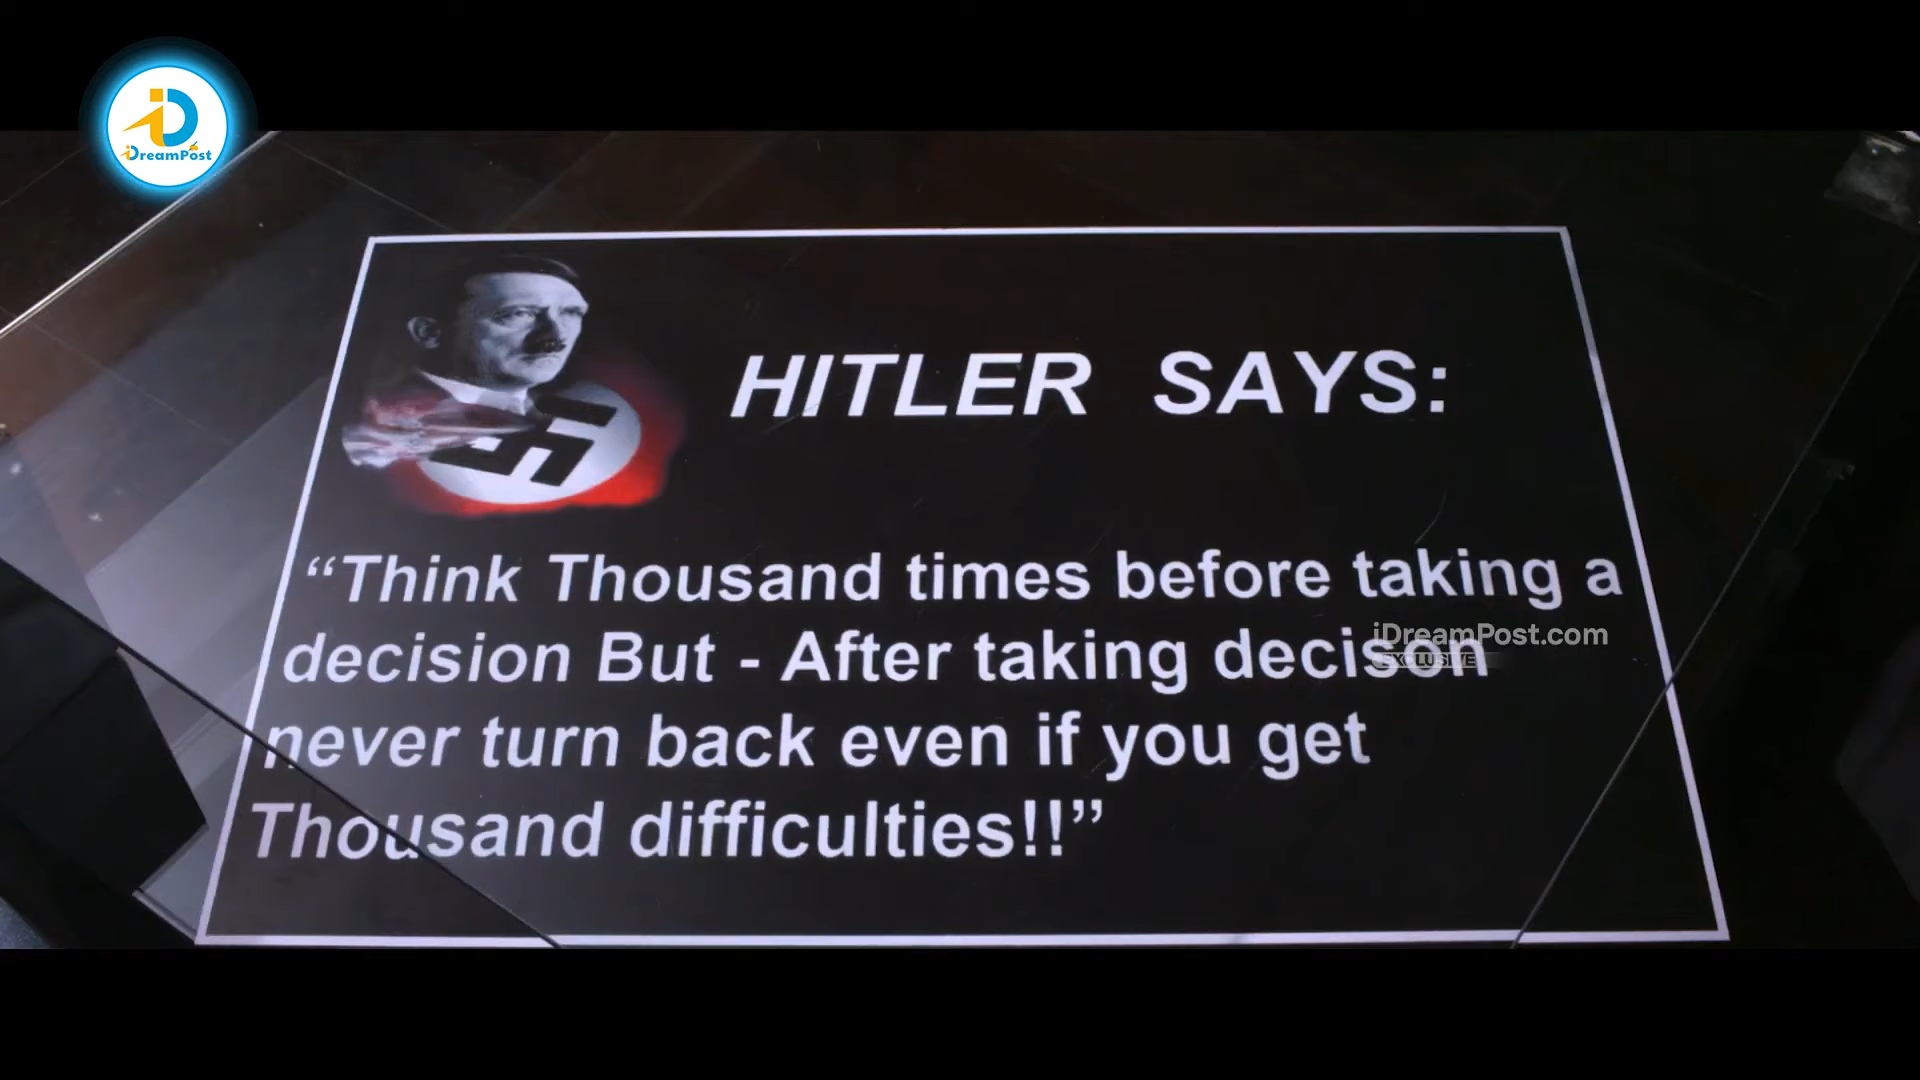 iDreamPost
HITLER SAYS:
“Think Thousand times before taking a
decision But - After taking decison
iDreamPost.com
EXCLUSIVE
never turn back even if you get
Thousand difficulties!!”